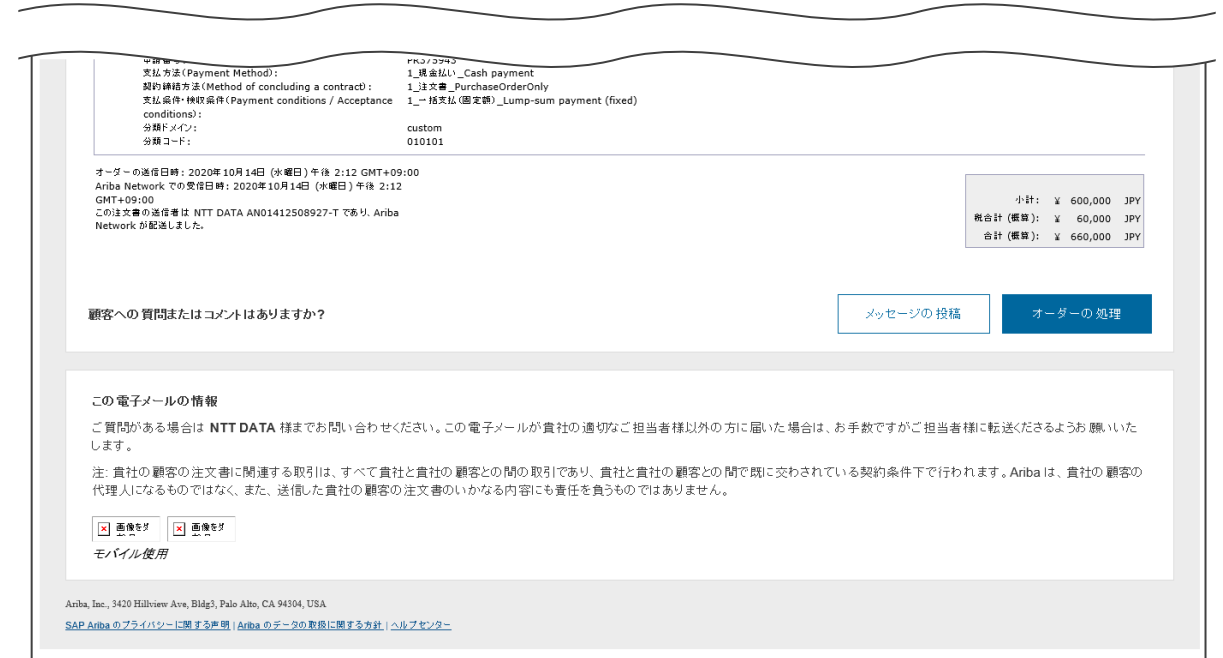 PR375943
支払方法(Payment Method): 1_現金払い_Cash payment
契約締結方法(Method of concluding a contract): 1_注文書_PurchaseOrderOnly
支払条件・検収条件(Payment conditions / Acceptance 1_一括支払(固定額)_Lump-sum payment (fixed)
conditions):
分類ドメイン: custom
分類コード: 010101
オーダーの送信日時: 2020年10月14日 (水曜日) 午後 2:12 GMT+09:00
Ariba Network での受信日時: 2020年10月14日 (水曜日) 午後 2:12
GMT+09:00
この注文書の送信者は NTT DATA AN01412508927-T であり、Ariba
Network が配送しました。
小計: ¥ 600,000 JPY
税合計 (概算): ¥ 60,000 JPY
合計 (概算): ¥ 660,000 JPY
顧客への質問またはコメントはありますか?
メッセージの投稿
オーダーの処理
この電子メールの情報
ご質問がある場合は NTT DATA 様までお問い合わせください。この電子メールが貴社の適切なご担当者様以外の方に届いた場合は、お手数ですがご担当者様に転送くださるようお願いいた
します。
注: 貴社の顧客の注文書に関連する取引は、すべて貴社と貴社の顧客との間の取引であり、貴社と貴社の顧客との間で既に交わされている契約条件下で行われます。Ariba は、貴社の顧客の
代理人になるものではなく、また、送信した貴社の顧客の注文書のいかなる内容にも責任を負うものではありません。
画像をダ 画像をダ
モバイル使用
Ariba, Inc., 3420 Hillview Ave, Bldg3, Palo Alto, CA 94304, USA
SAP Ariba のプライバシーに関する声明 | Ariba のデータの取扱に関する方針 | ヘルプセンター